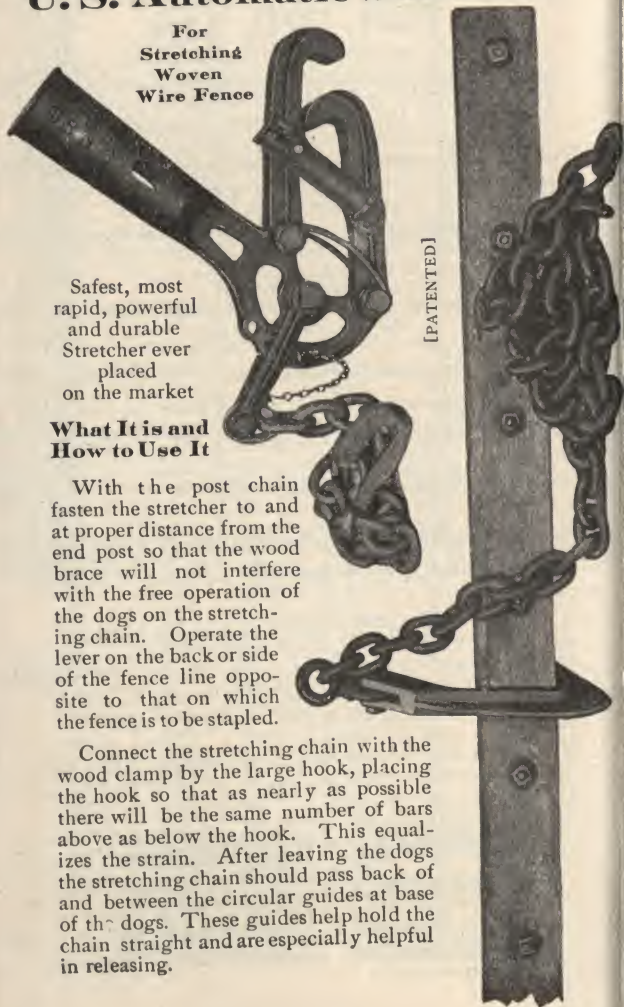 U. S. Automatic
For
Stretching
Woven
Wire Fence
[PATENTED]
Safest, most
rapid, powerful
and durable
Stretcher ever
placed
on the market
What It is and
How to Use It
With the post chain
fasten the stretcher to and
at proper distance from the
end post so that the wood
brace will not interfere
with the free operation of
the dogs on the stretch-
ing chain. Operate the
lever on the back or side
of the fence line oppo-
site to that on which
the fence is to be stapled.
Connect the stretching chain with the
wood clamp by the large hook, placing
the hook so that as nearly as possible
there will be the same number of bars
above as below the hook. This equal-
izes the strain. After leaving the dogs
the stretching chain should pass back of
and between the circular guides at base
of the dogs. These guides help hold the
chain straight and are especially helpful
in releasing.